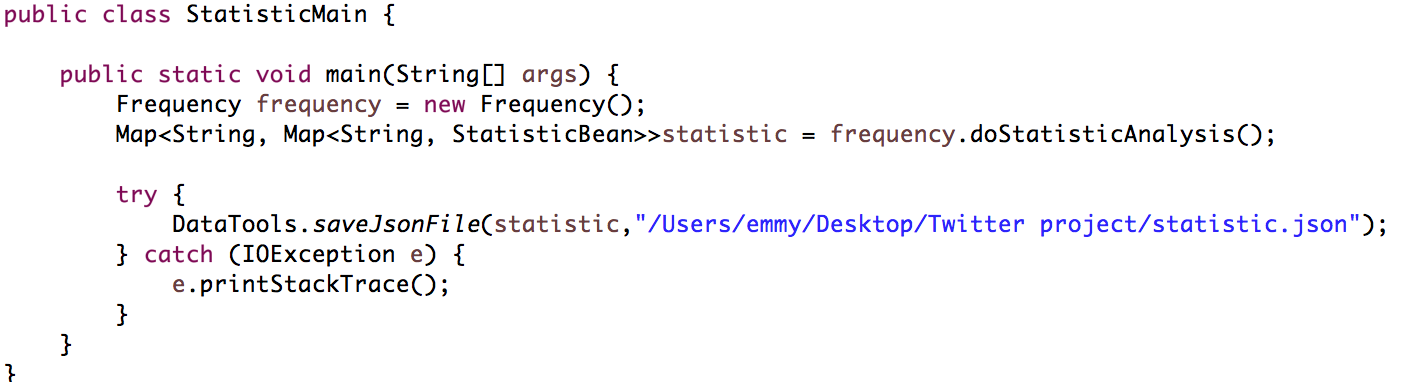 public class StatisticMain {
public static void main(String[] args) {
Frequency frequency = new Frequency();
Map<String, Map<String, StatisticBean>>statistic = frequency.doStatisticAnalysis();
try {
DataTools.saveJsonFile(statistic,"/Users/emmy/Desktop/Twitter project/statistic.json");
} catch (IOException e) {
e.printStackTrace();
}
}
}